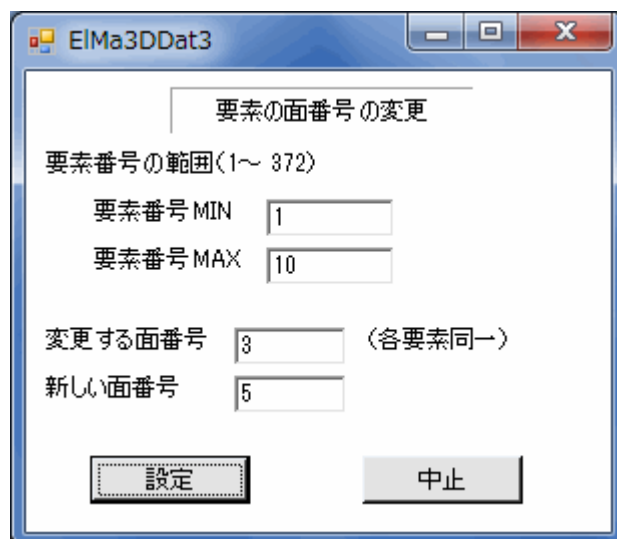 ElMa3DDat3
要素の面番号の変更
要素番号の範囲(1～ 372)
要素番号MIN 1
要素番号MAX 10
変更する面番号 3 (各要素同一)
新しい面番号 5
設定 中止